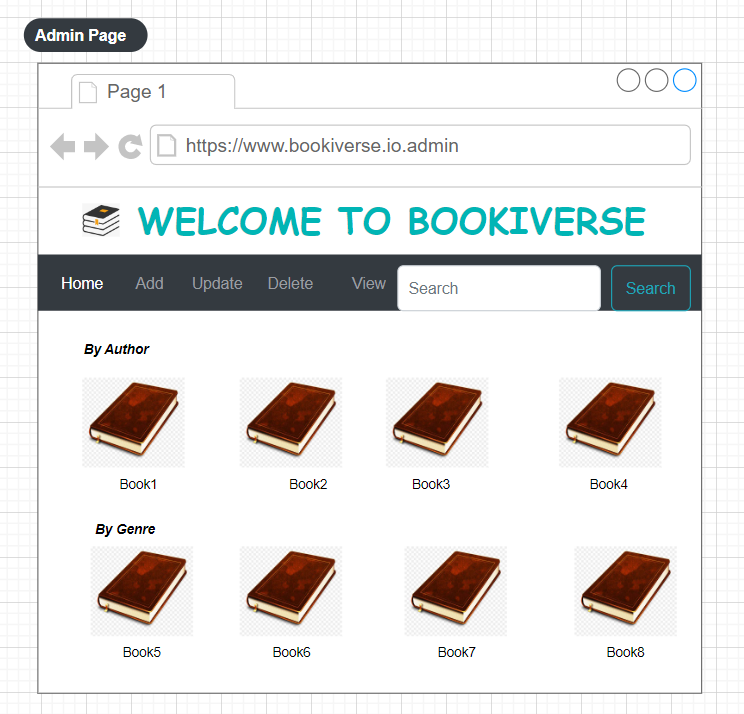 Admin Page
Page 1
https://www.bookiverse.io.admin
WELCOME TO BOOKIVERSE
Home Add Update Delete View Search Search
By Author
Book1 Book2 Book3 Book4
By Genre
Book5 Book6 Book7 Book8